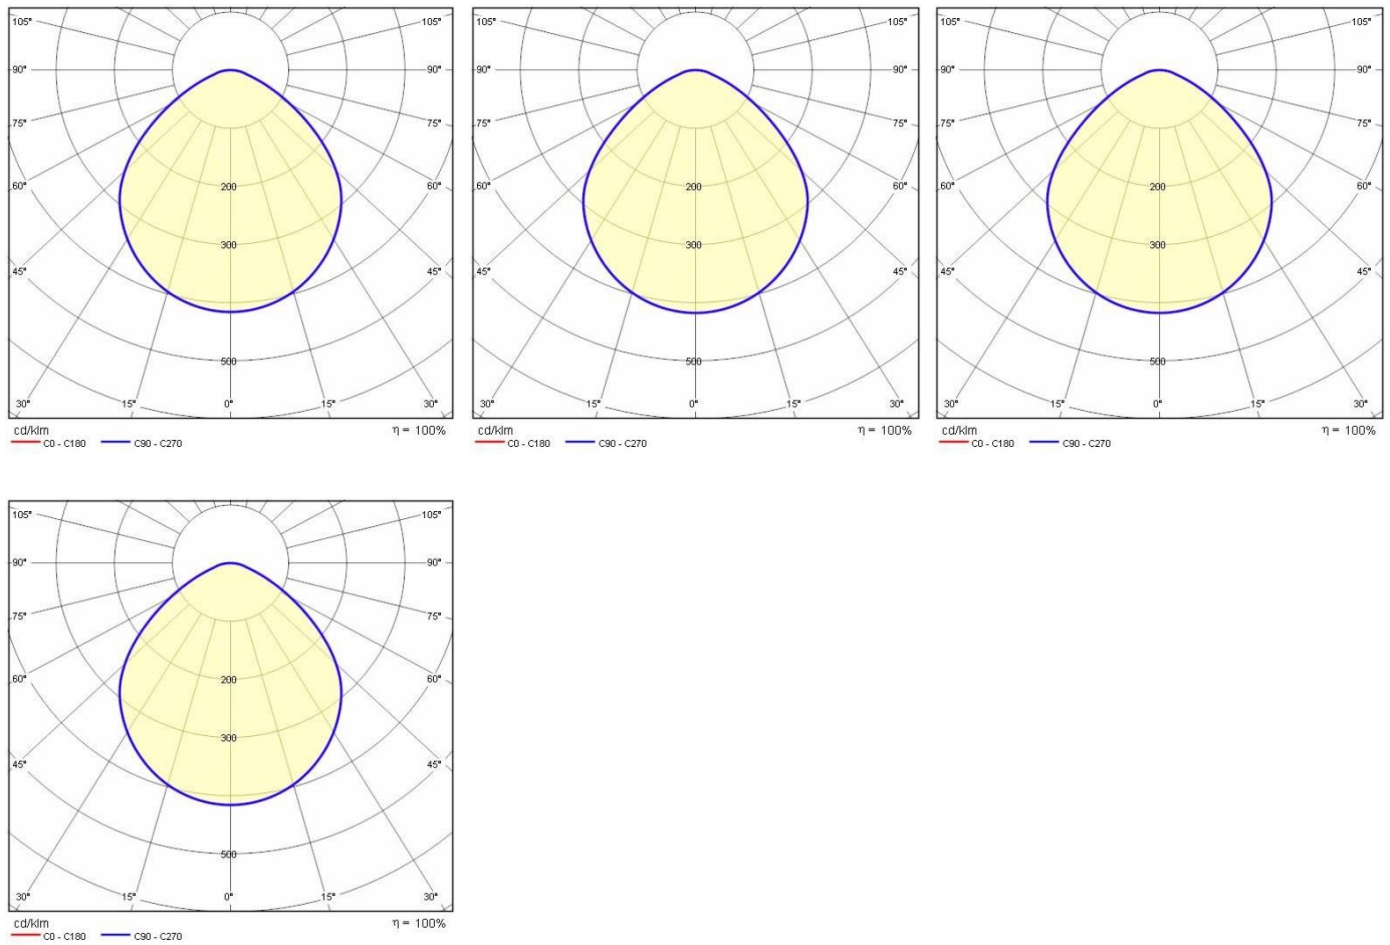 105° 105° 105° 105° 105° 105°
90° 90° 90° 90° 90° 90°
75° 75° 75° 75° 75° 75°
60° 200 60° 60° 200 60° 60° 200 60°
300 300 300
45° 45° 45° 45° 45° 45°
500 500 500
30° 15° 0° 15° 30° 30° 15° 0° 15° 30° 30° 15° 0° 15° 30°
cd/klm η = 100% cd/klm η = 100% cd/klm η = 100%
C0 - C180 C90 - C270 C0 - C180 C90 - C270 C0 - C180 C90 - C270
105° 105°
90° 90°
75° 75°
60° 200 60°
300
45° 45°
500
30° 15° 0° 15° 30°
cd/klm η = 100%
C0 - C180 C90 - C270